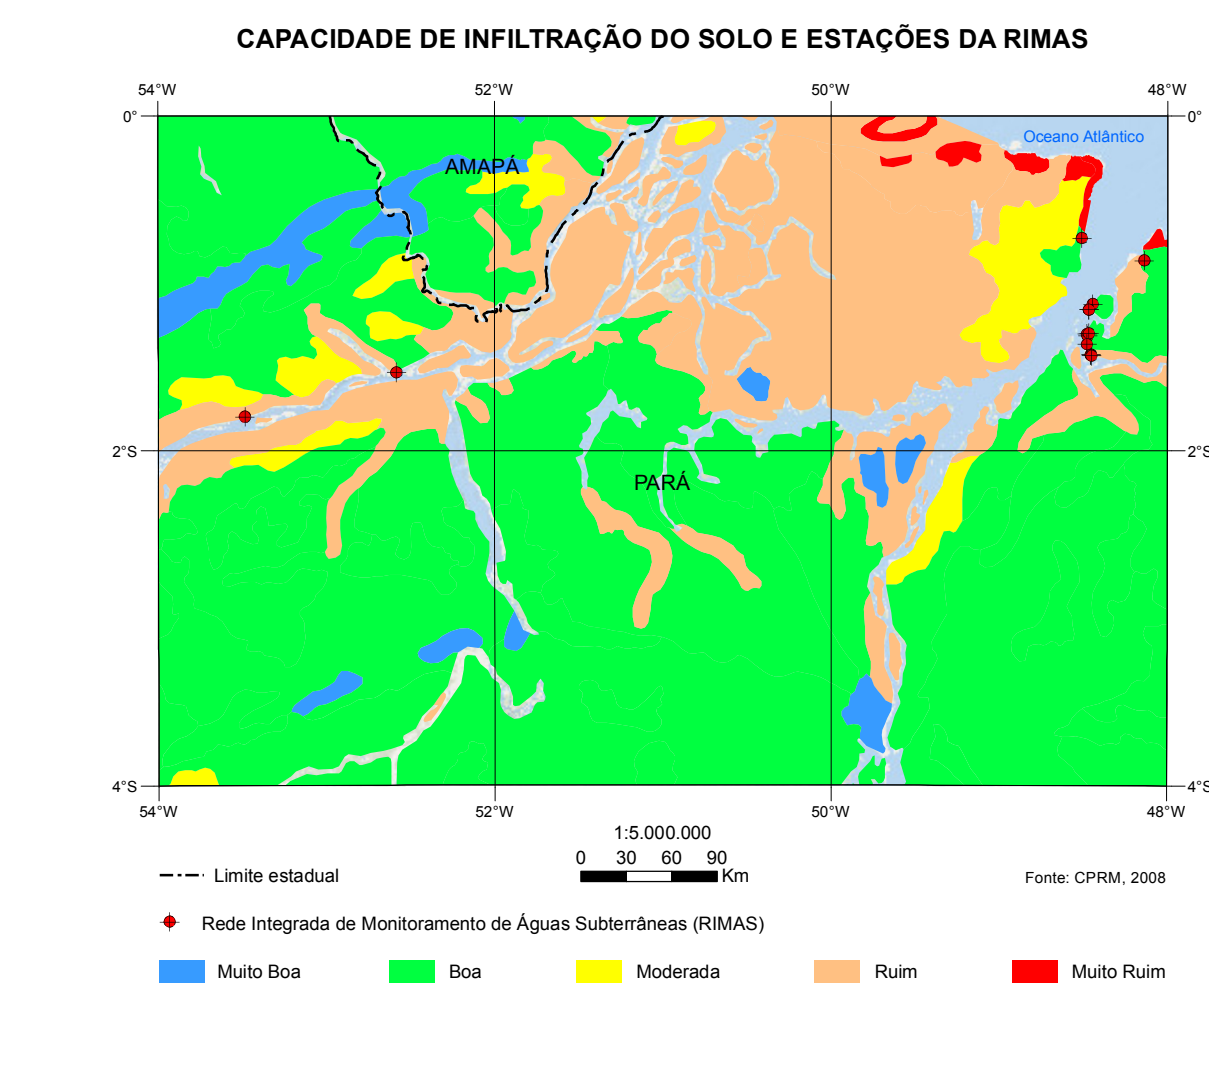 CAPACIDADE DE INFILTRAÇÃO DO SOLO E ESTAÇÕES DA RIMAS
54°W 52°W 50°W 48°W
0° 0°
Oceano Atlântico
AMAPÁ
2°S 2°S
PARÁ
4°S 4°S
54°W 52°W 50°W 48°W
1:5.000.000
0 30 60 90
Km
Limite estadual
Fonte: CPRM, 2008
Rede Integrada de Monitoramento de Águas Subterrâneas (RIMAS)
Muito Boa Boa Moderada Ruim Muito Ruim